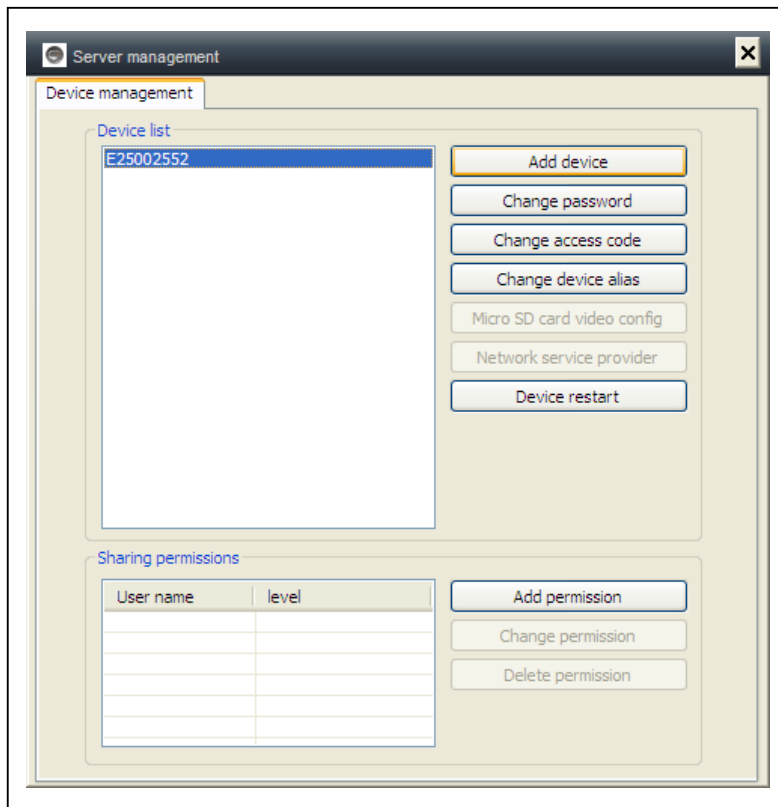 Server management
Device management
Device list
E25002552
Add device
Change password
Change access code
Change device alias
Micro SD card video config
Network service provider
Device restart
Sharing permissions
User name level
Add permission
Change permission
Delete permission